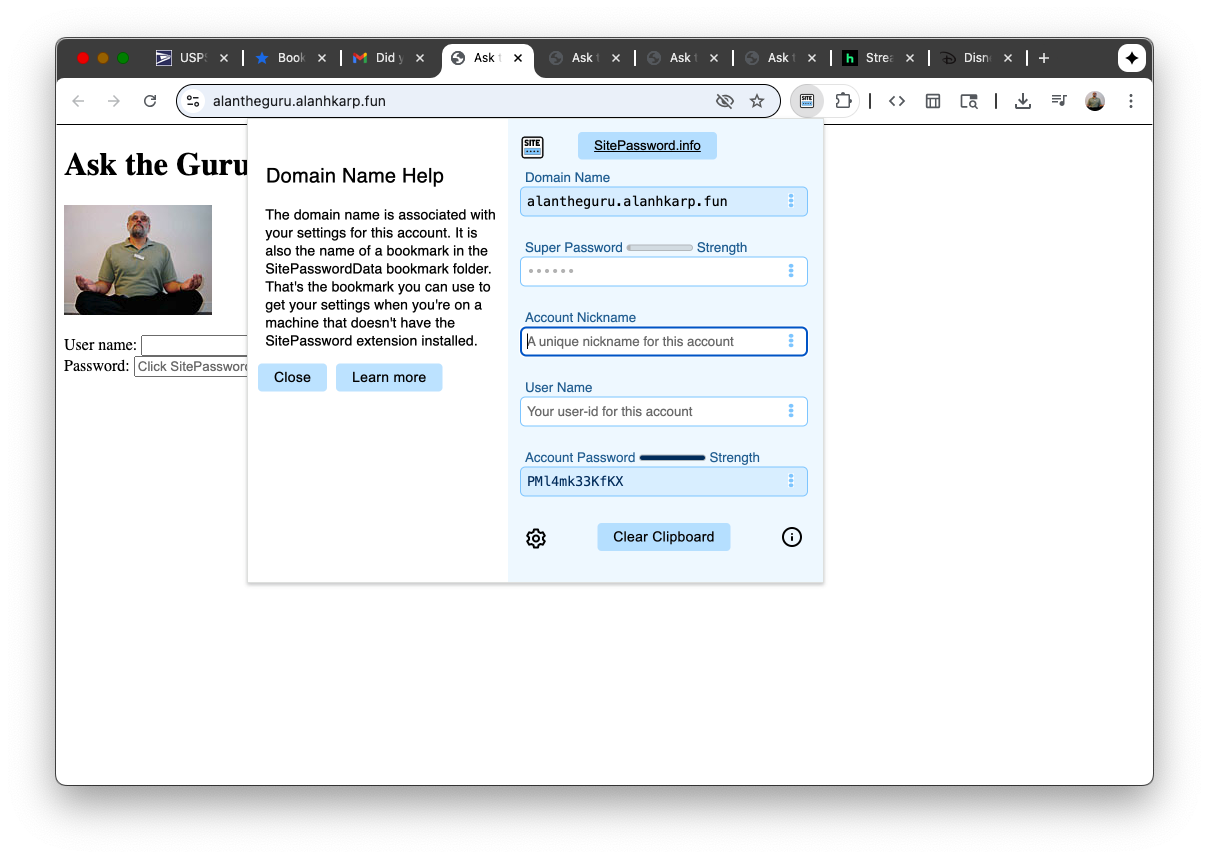 USPS
Book
Did y
Ask t
Ask t
Ask t
Ask t
h
Strea
Disn
alantheguru.alanhkarp.fun
SITE
Ask the Guru
User name:
Password: Click SitePassword
Domain Name Help
The domain name is associated with
your settings for this account. It is
also the name of a bookmark in the
SitePasswordData bookmark folder.
That's the bookmark you can use to
get your settings when you're on a
machine that doesn't have the
SitePassword extension installed.
Close
Learn more
SITE
SitePassword.info
Domain Name
alantheguru.alanhkarp.fun
Super Password Strength
Account Nickname
A unique nickname for this account
User Name
Your user-id for this account
Account Password Strength
PMl4mk33KfKX
Clear Clipboard